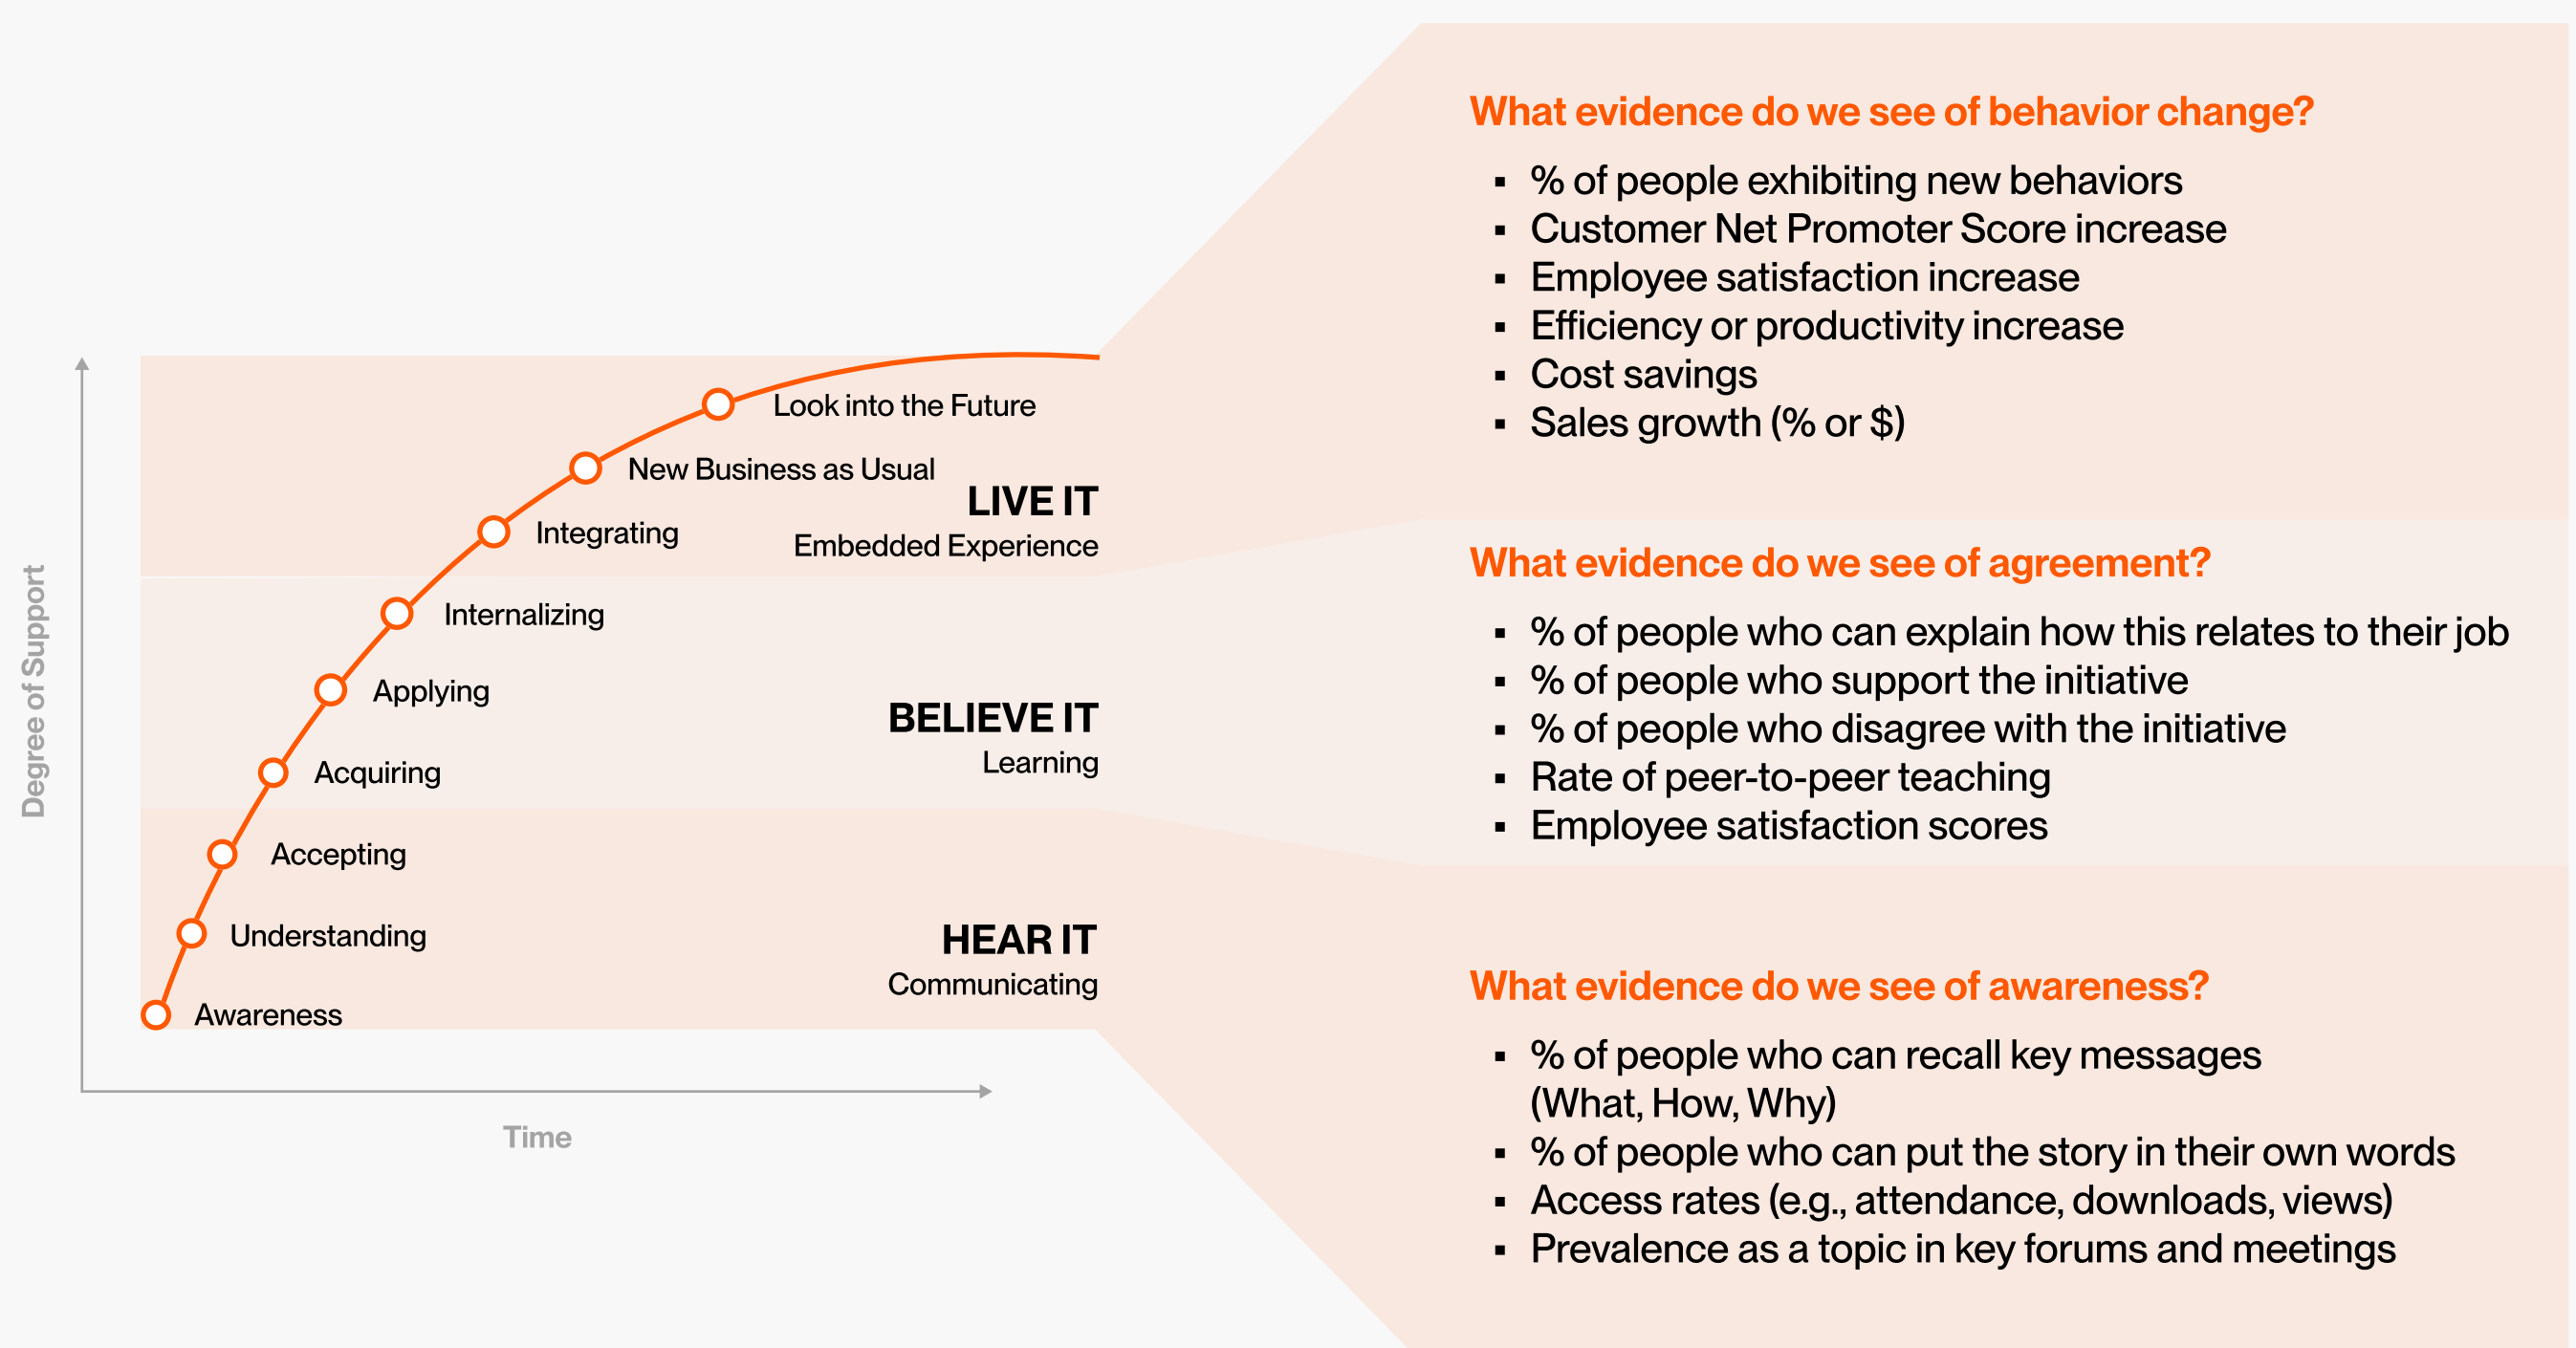 Degree of Support
Look into the Future
New Business as Usual
LIVE IT
Integrating
Embedded Experience
Internalizing
Applying
BELIEVE IT
Learning
Acquiring
Accepting
HEAR IT
Understanding
Communicating
Awareness
Time
What evidence do we see of behavior change?
▪ % of people exhibiting new behaviors
▪ Customer Net Promoter Score increase
▪ Employee satisfaction increase
▪ Efficiency or productivity increase
▪ Cost savings
▪ Sales growth (% or $)
What evidence do we see of agreement?
▪ % of people who can explain how this relates to their job
▪ % of people who support the initiative
▪ % of people who disagree with the initiative
▪ Rate of peer-to-peer teaching
▪ Employee satisfaction scores
What evidence do we see of awareness?
▪ % of people who can recall key messages
(What, How, Why)
▪ % of people who can put the story in their own words
▪ Access rates (e.g., attendance, downloads, views)
▪ Prevalence as a topic in key forums and meetings